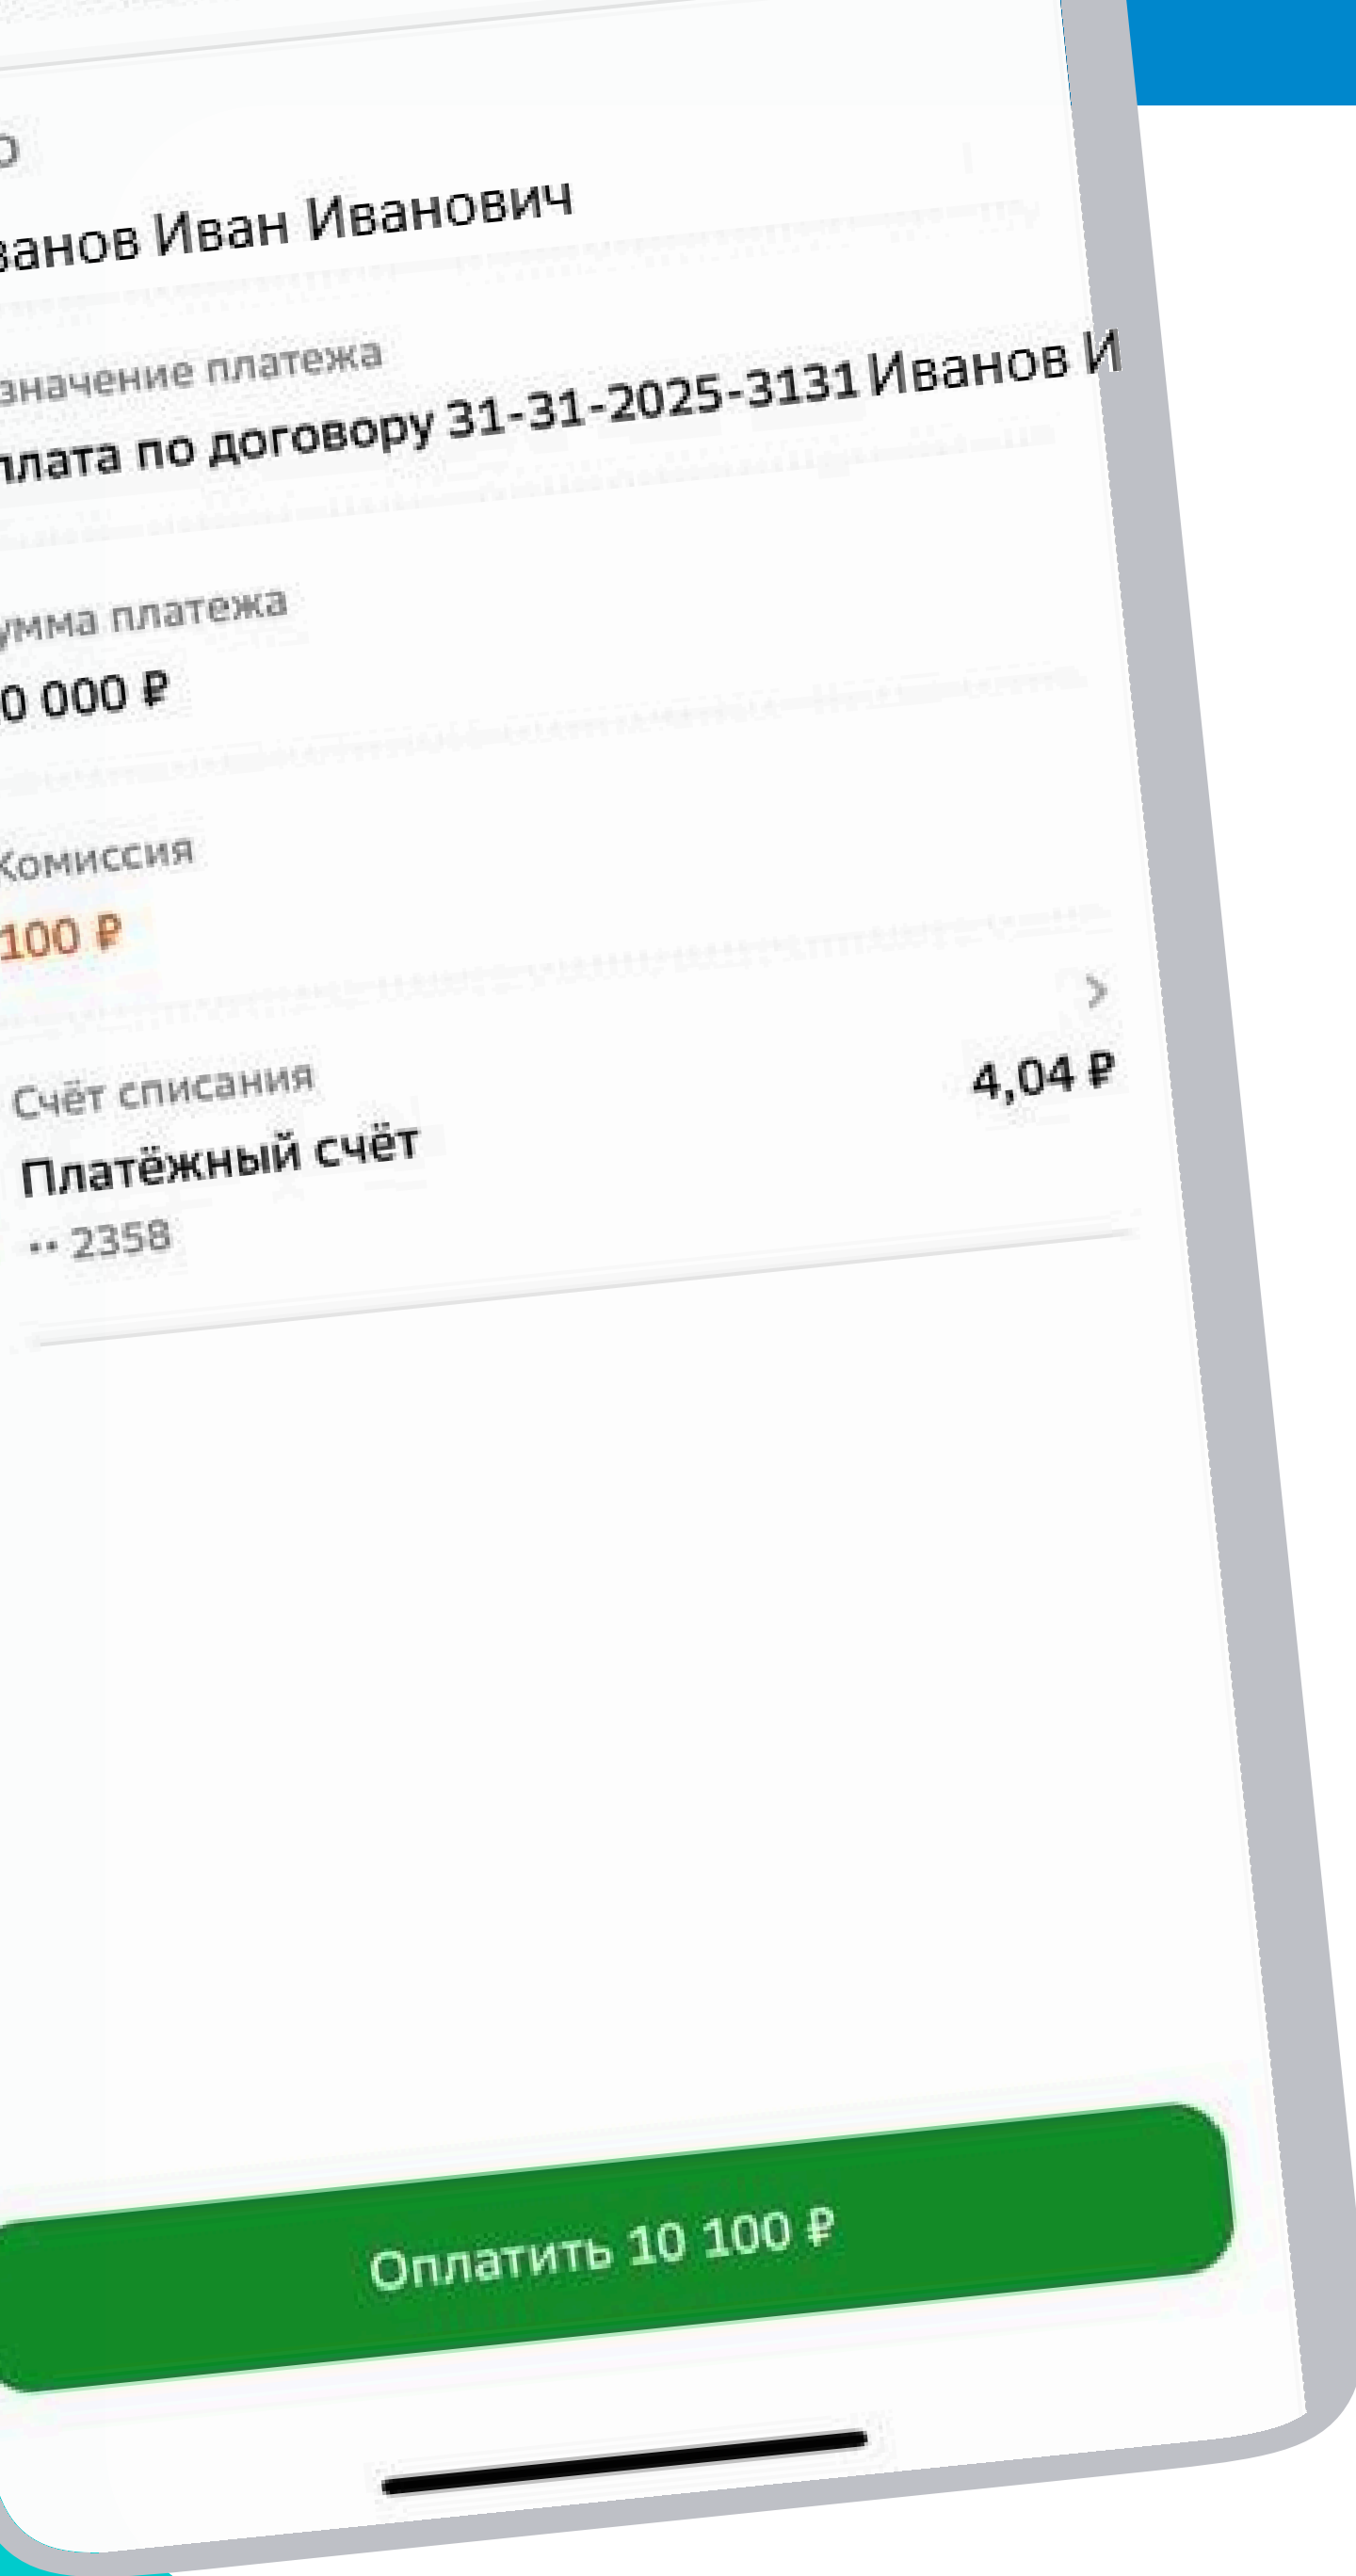 О
ванов Иван Иванович
значение платежа
плата по договору 31-31-2025-3131 Иванов И
умма платежа
0 000 ₽
Комиссия
100 ₽
Счёт списания
4,04 ₽
Платёжный счёт
·· 2358
Оплатить 10 100 ₽